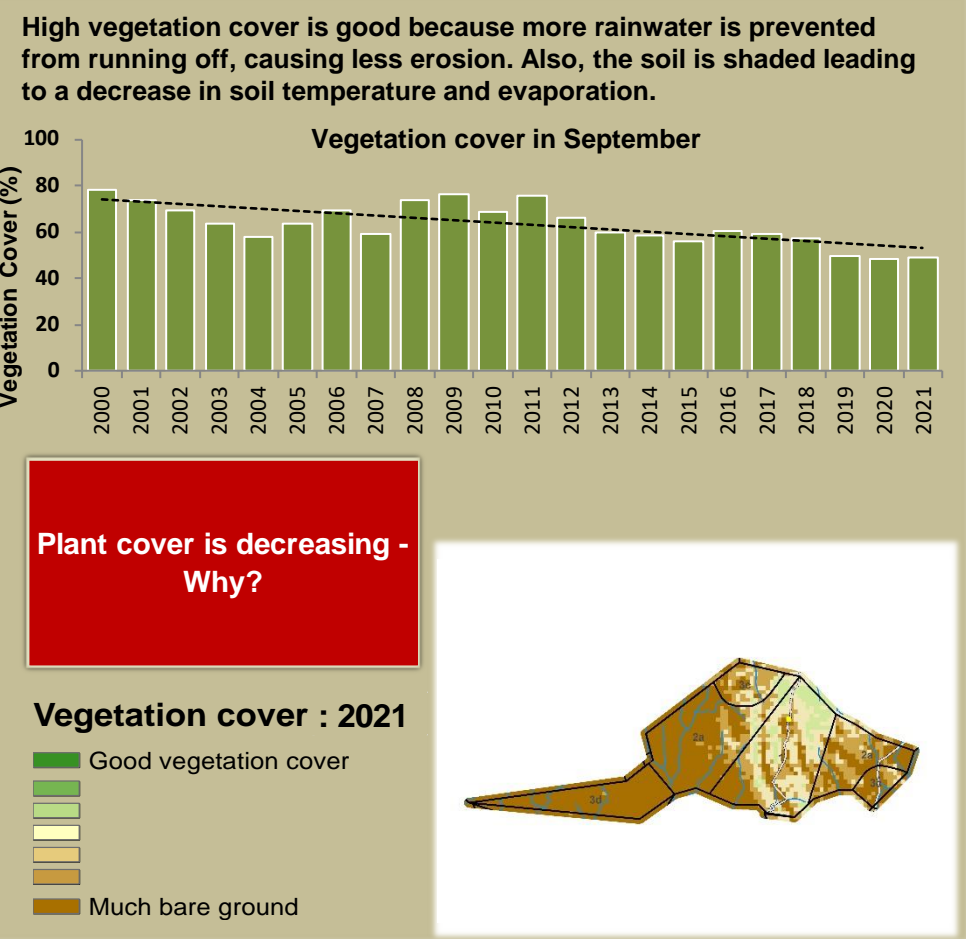 High vegetation cover is good because more rainwater is prevented
from running off, causing less erosion. Also, the soil is shaded leading
to a decrease in soil temperature and evaporation.
Vegetation cover in September
Vegetation Cover (%)
100
80
60
40
20
0
2000 2001 2002 2003 2004 2005 2006 2007 2008 2009 2010 2011 2012 2013 2014 2015 2016 2017 2018 2019 2020 2021
Plant cover is decreasing -
Why?
Vegetation cover : 2021
Good vegetation cover
Much bare ground
2a
3d